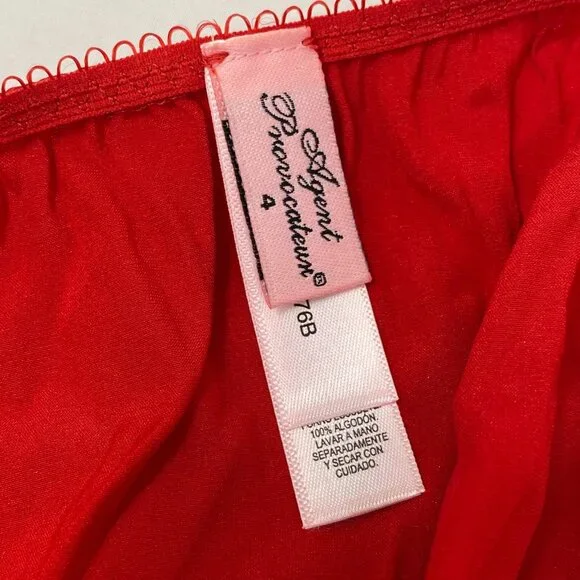 Agent
Provocateur®
4
76B
100% ALGODÓN.
LAVAR A MANO
SEPARADAMENTE
Y SECAR CON
CUIDADO.